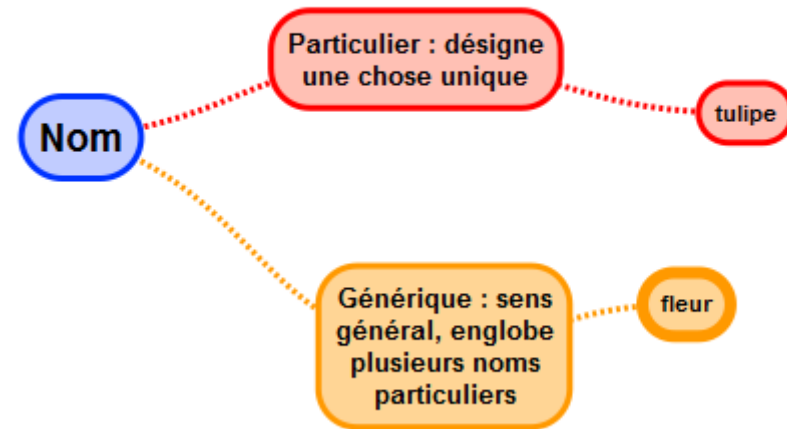 Nom
Particulier : désigne
une chose unique
tulipe
Générique : sens
général, englobe
plusieurs noms
particuliers
fleur